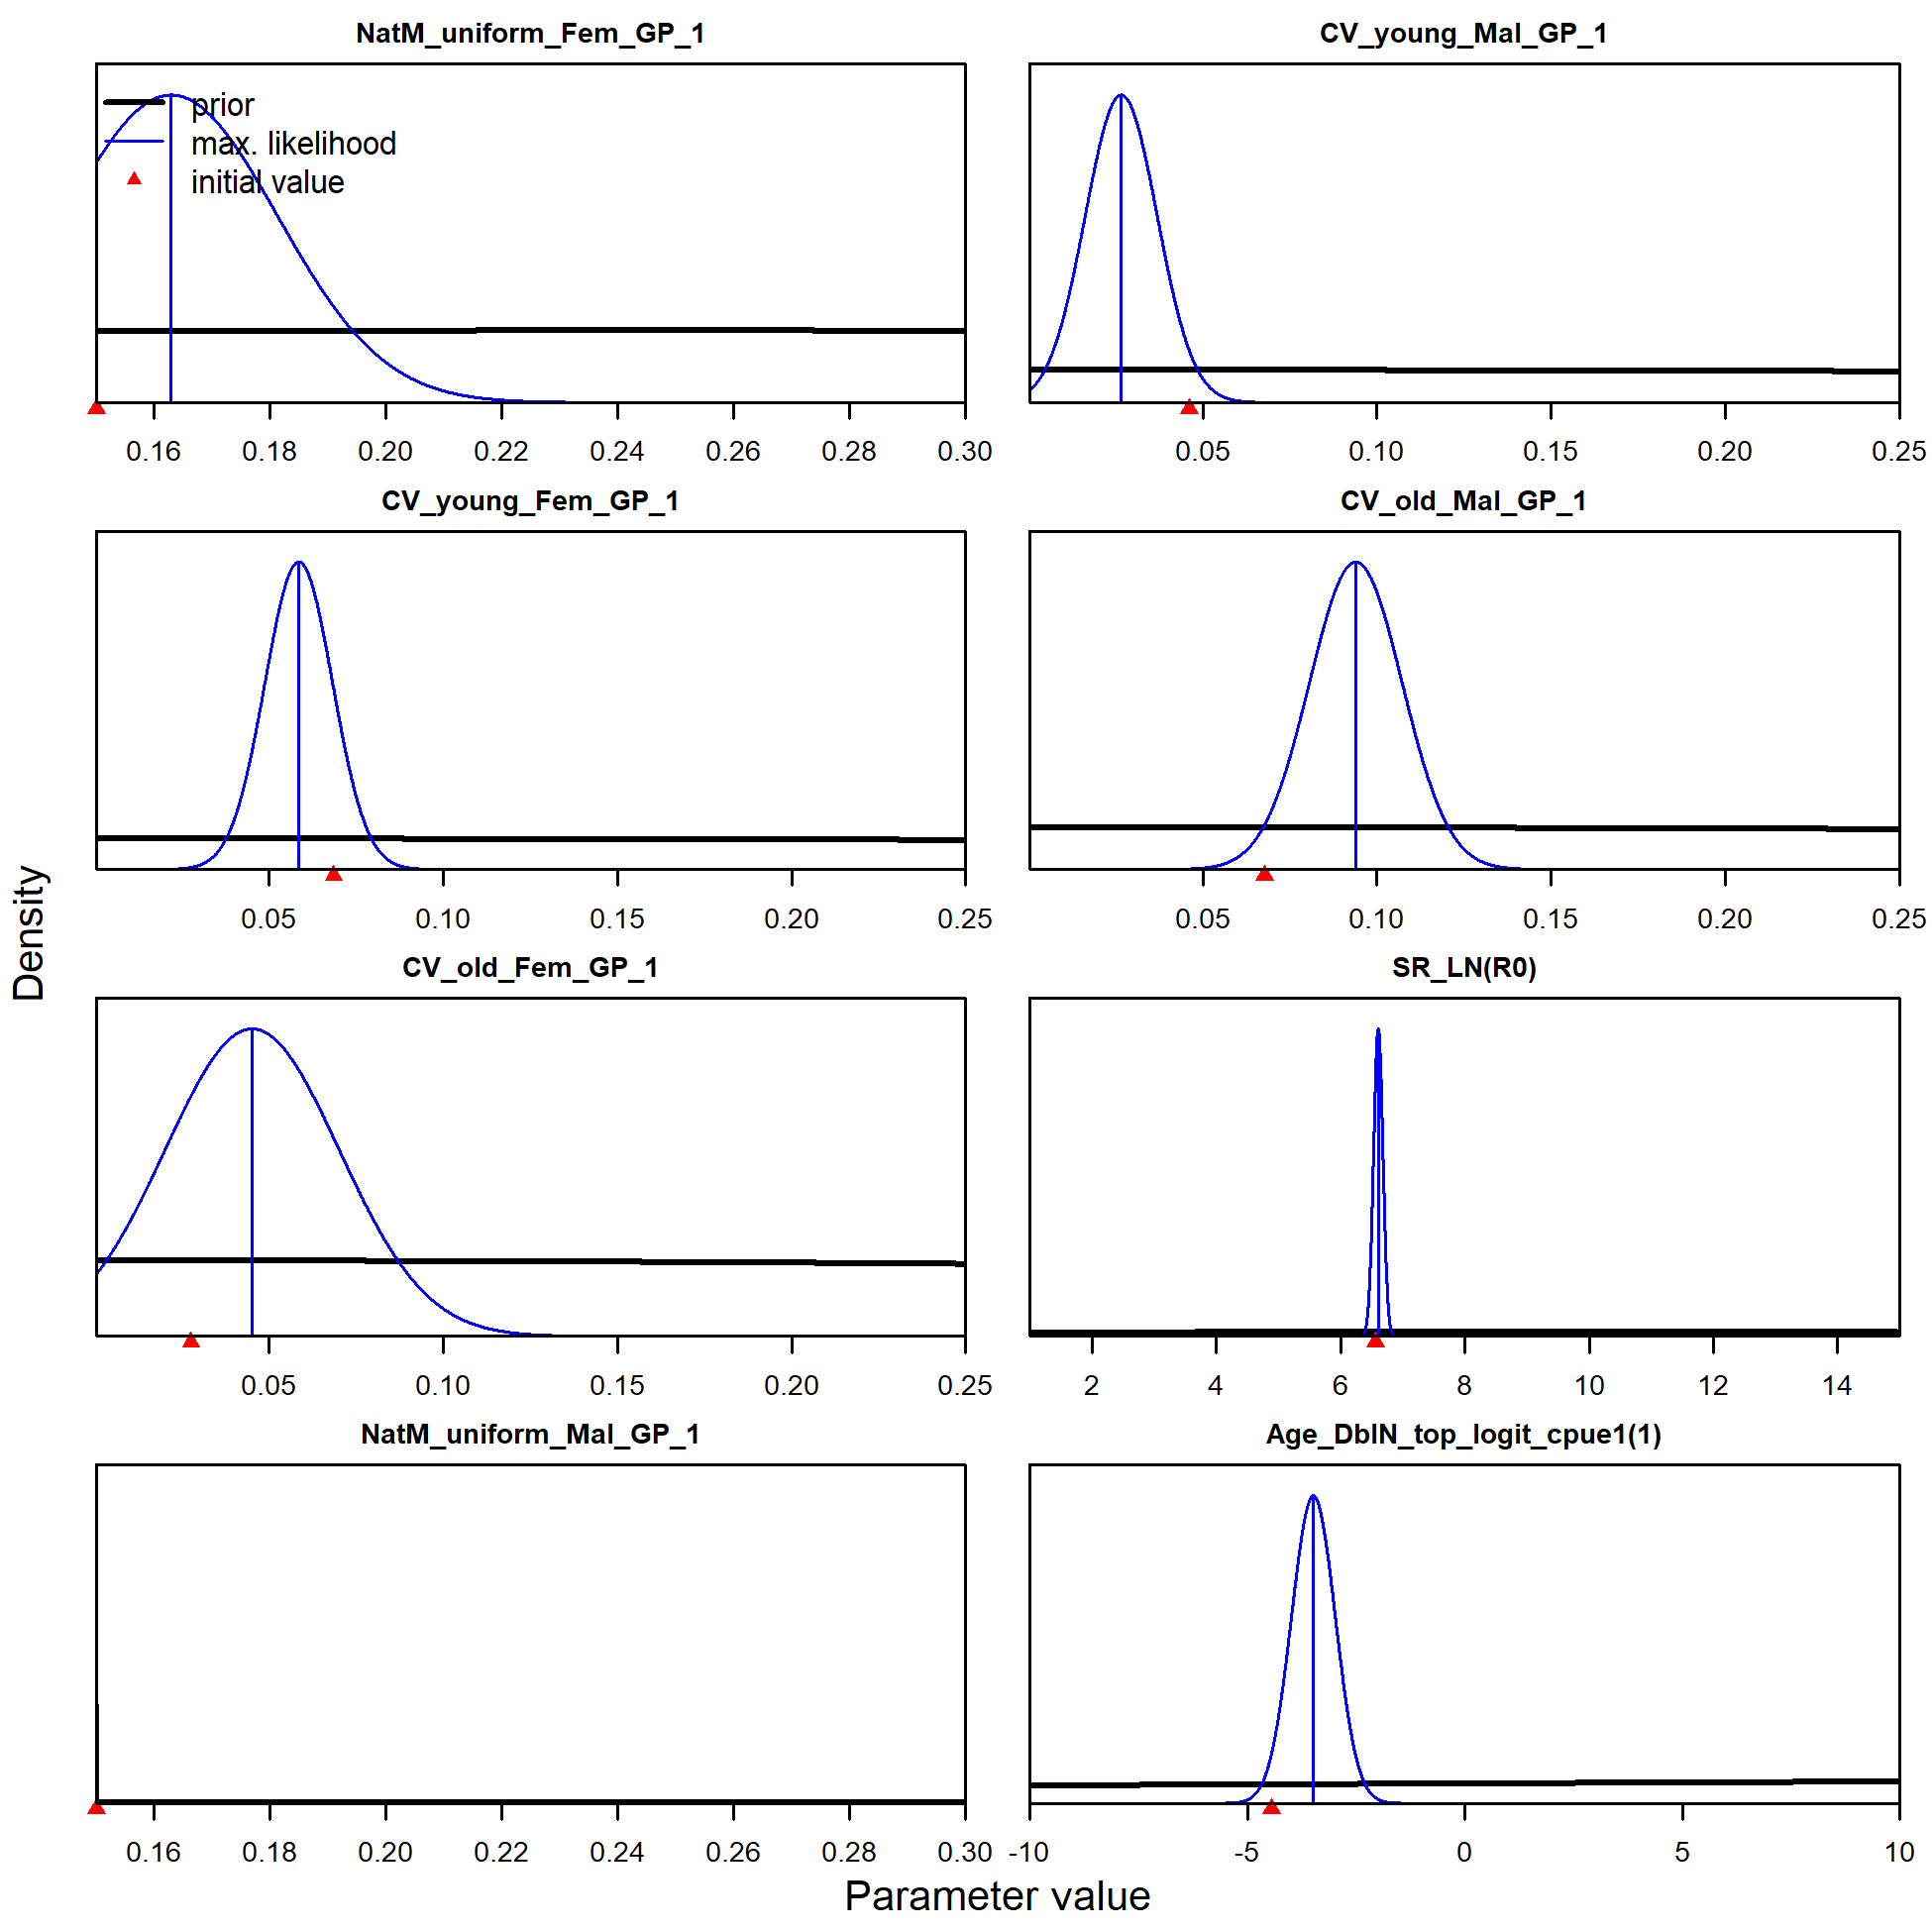 NatM_uniform_Fem_GP_1
prior
max. likelihood
initial value
0.16 0.18 0.20 0.22 0.24 0.26 0.28 0.30
CV_young_Mal_GP_1
0.05 0.10 0.15 0.20 0.25
CV_young_Fem_GP_1
0.05 0.10 0.15 0.20 0.25
CV_old_Mal_GP_1
0.05 0.10 0.15 0.20 0.25
CV_old_Fem_GP_1
0.05 0.10 0.15 0.20 0.25
SR_LN(R0)
2 4 6 8 10 12 14
NatM_uniform_Mal_GP_1
0.16 0.18 0.20 0.22 0.24 0.26 0.28 0.30
Age_DblN_top_logit_cpue1(1)
-10 -5 0 5 10
Density
Parameter value